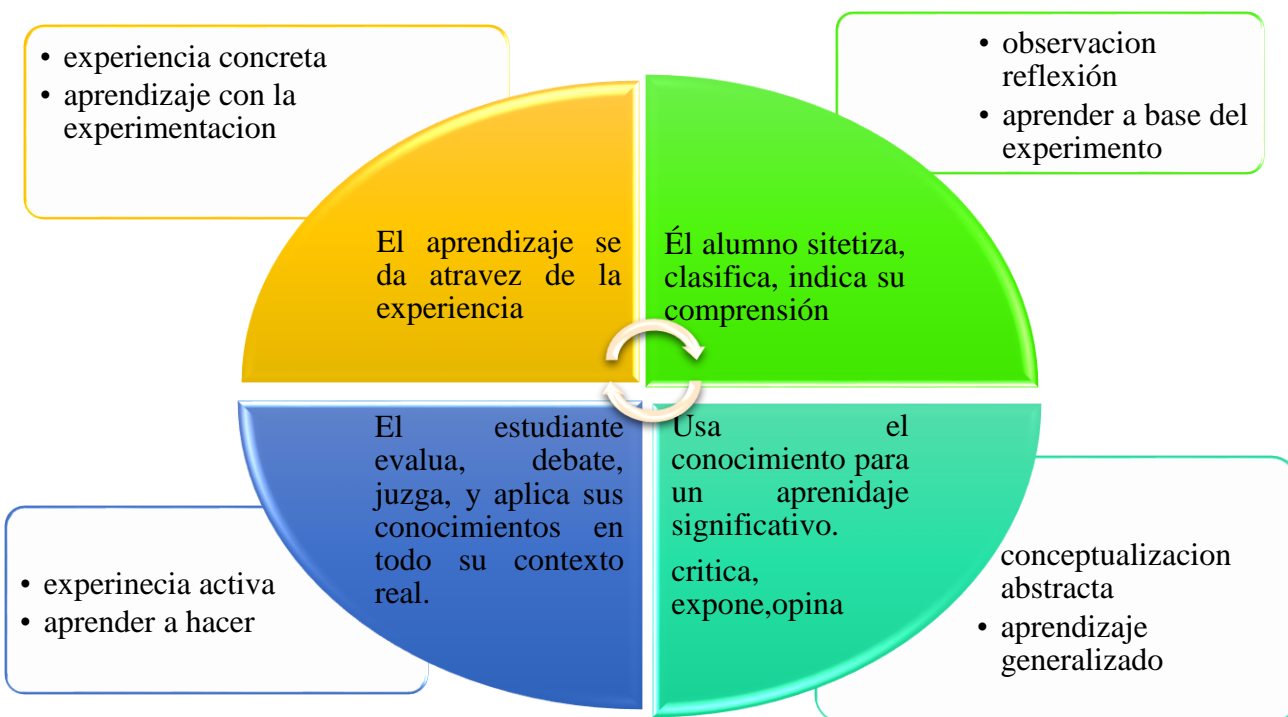 • experiencia concreta
• aprendizaje con la
experimentacion
• observacion
reflexión
• aprender a base del
experimento
El aprendizaje se
da atravez de la
experiencia
Él alumno sitetiza,
clasifica, indica su
comprensión
El estudiante
evalua, debate,
juzga, y aplica sus
conocimientos en
todo su contexto
real.
Usa el
conocimiento para
un aprenidaje
significativo.
critica,
expone,opina
• experinecia activa
• aprender a hacer
conceptualizacion
abstracta
• aprendizaje
generalizado